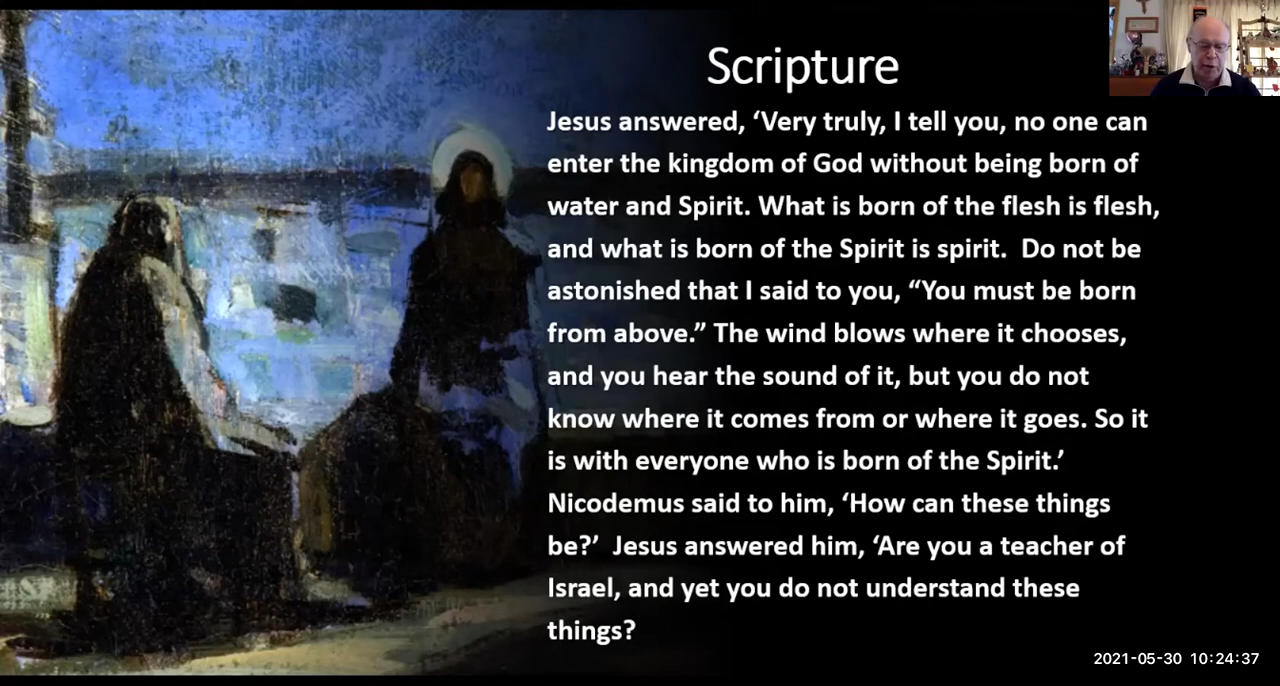 Scripture
Jesus answered, ‘Very truly, I tell you, no one can
enter the kingdom of God without being born of
water and Spirit. What is born of the flesh is flesh,
and what is born of the Spirit is spirit.  Do not be
astonished that I said to you, “You must be born
from above.” The wind blows where it chooses,
and you hear the sound of it, but you do not
know where it comes from or where it goes. So it
is with everyone who is born of the Spirit.’
Nicodemus said to him, ‘How can these things
be?’  Jesus answered him, ‘Are you a teacher of
Israel, and yet you do not understand these
things?
2021-05-30 10:24:37